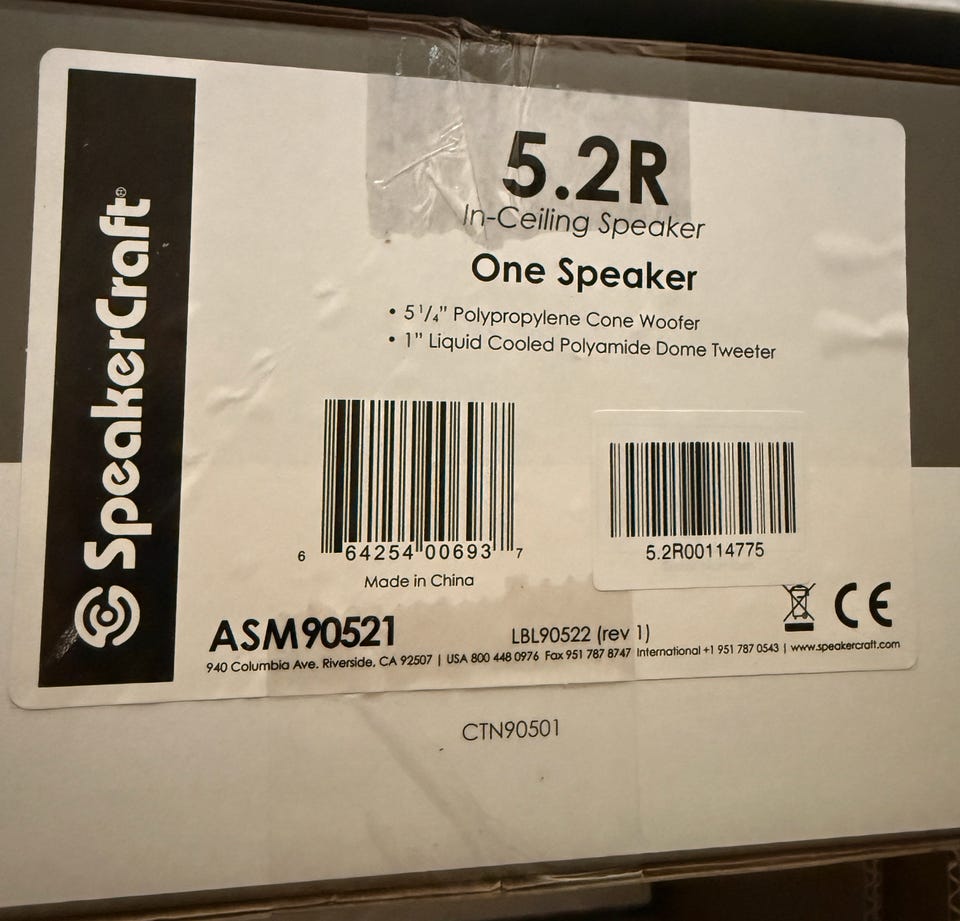 SpeakerCraft®
5.2R
In-Ceiling Speaker
One Speaker
• 5 1/4” Polypropylene Cone Woofer
• 1” Liquid Cooled Polyamide Dome Tweeter
6 64254 00693 7
Made in China
5.2R00114775
CE
ASM90521
LBL90522 (rev 1)
940 Columbia Ave. Riverside, CA 92507 | USA 800 448 0976 Fax 951 787 8747 International +1 951 787 0543 | www.speakercraft.com
CTN90501